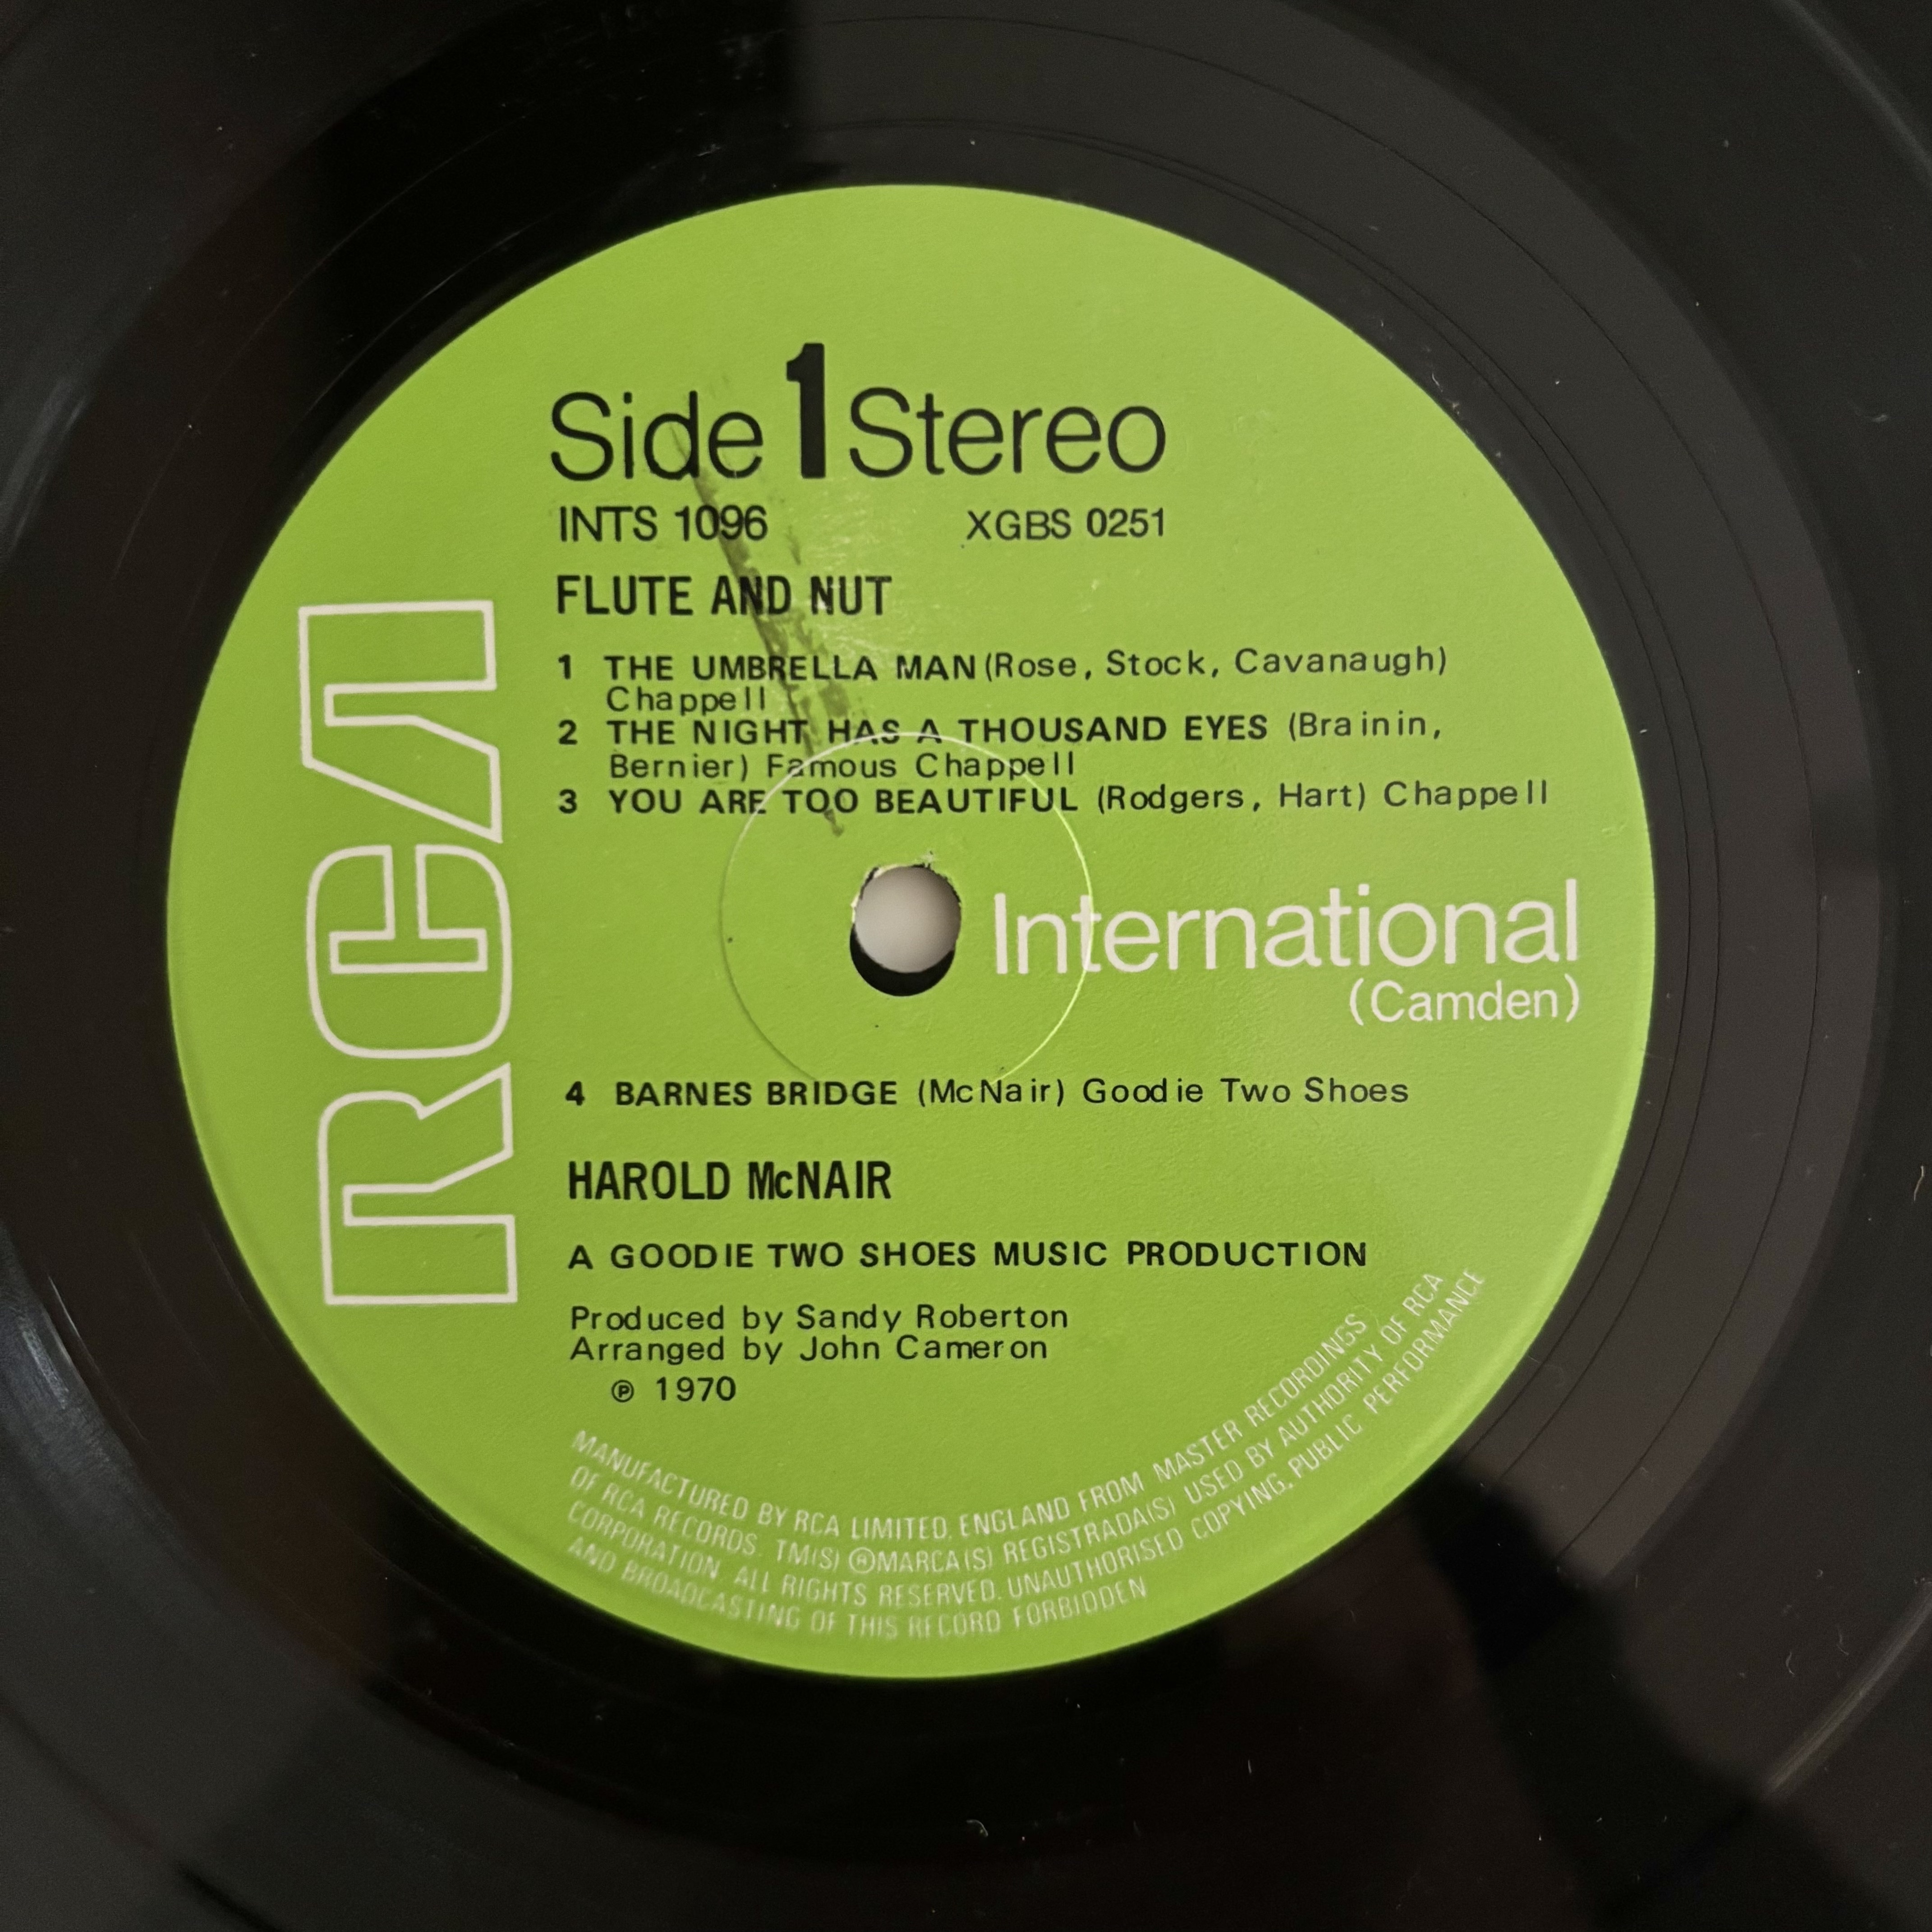 Side 1 Stereo
INTS 1096 XGBS 0251
FLUTE AND NUT
1 THE UMBRELLA MAN (Rose, Stock, Cavanaugh)
Chappell
2 THE NIGHT HAS A THOUSAND EYES (Brainin,
Bernier) Famous Chappell
3 YOU ARE TOO BEAUTIFUL (Rodgers, Hart) Chappell
RCA
International
(Camden)
4 BARNES BRIDGE (McNair) Goodie Two Shoes
HAROLD McNAIR
A GOODIE TWO SHOES MUSIC PRODUCTION
Produced by Sandy Roberton
Arranged by John Cameron
℗ 1970
MANUFACTURED BY RCA LIMITED, ENGLAND FROM MASTER RECORDINGS
OF RCA RECORDS. TM(S) ®MARCA(S) REGISTRADA(S) USED BY AUTHORITY OF RCA
CORPORATION. ALL RIGHTS RESERVED. UNAUTHORISED COPYING, PUBLIC PERFORMANCE
AND BROADCASTING OF THIS RECORD FORBIDDEN